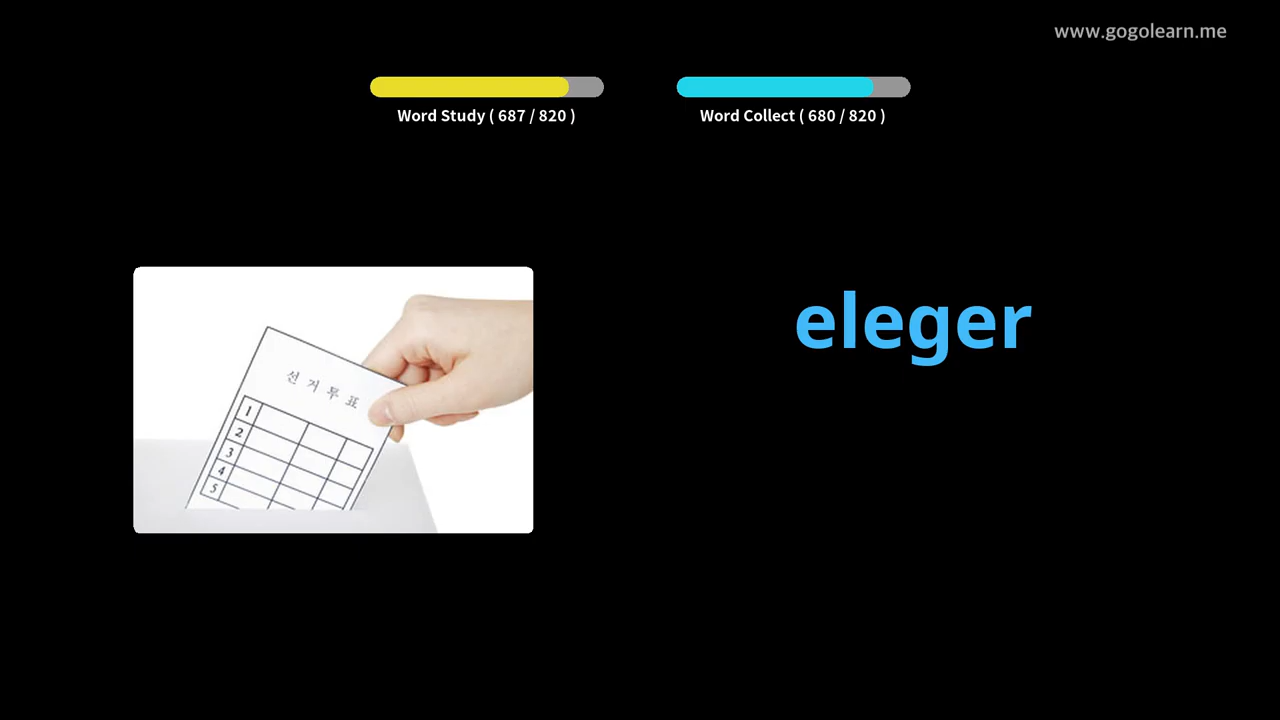 www.gogolearn.me
Word Study ( 687 / 820 )
Word Collect ( 680 / 820 )
eleger
선 거 투 표
1
2
3
4
5